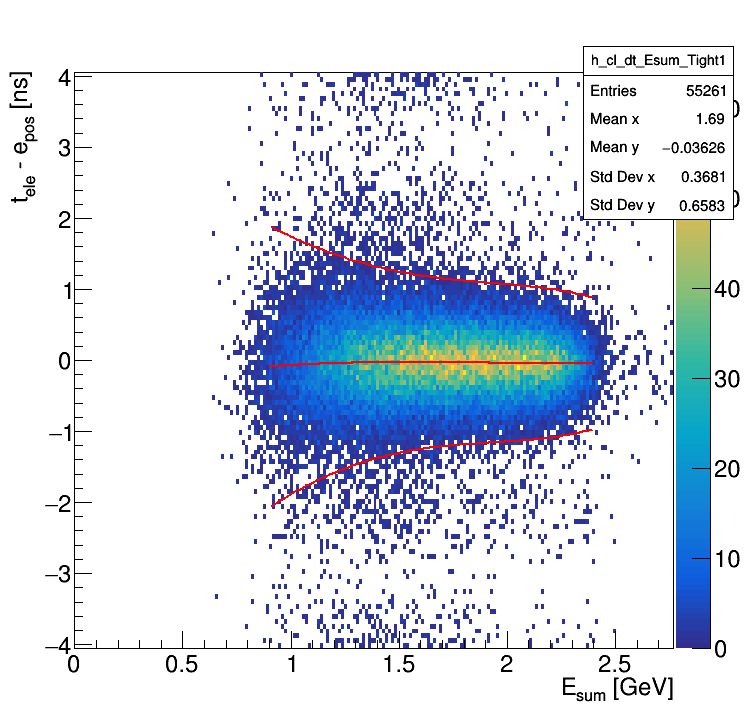 h_cl_dt_Esum_Tight1
Entries 55261
Mean x 1.69
Mean y −0.03626
Std Dev x 0.3681
Std Dev y 0.6583
t_ele - e_pos [ns]
4
3
2
1
0
−1
−2
−3
−4
0 0.5 1 1.5 2 2.5
E_sum [GeV]
40
30
20
10
0